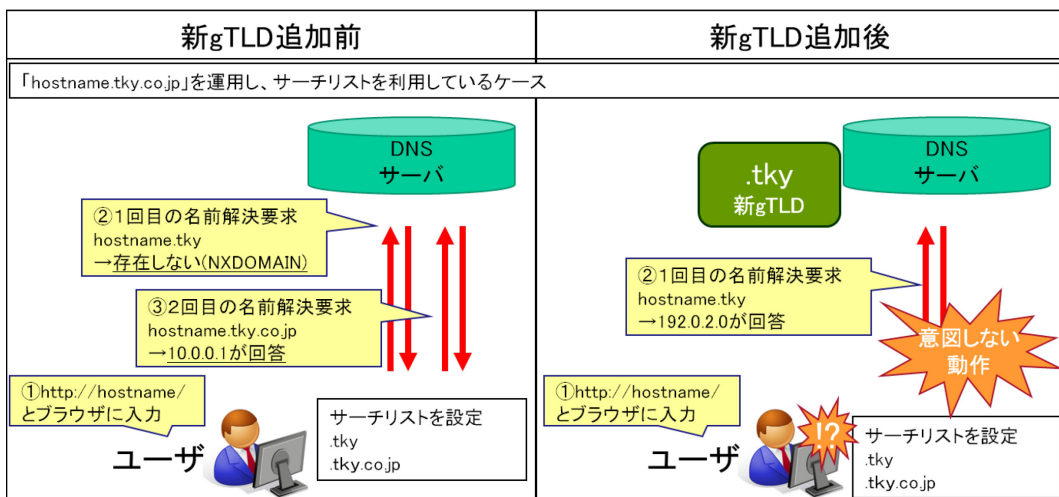 新gTLD追加前
新gTLD追加後
「hostname.tky.co.jp」を運用し、サーチリストを利用しているケース
DNS
サーバ
②1回目の名前解決要求
hostname.tky
→存在しない(NXDOMAIN)
③2回目の名前解決要求
hostname.tky.co.jp
→10.0.0.1が回答
①http://hostname/
とブラウザに入力
ユーザ
サーチリストを設定
.tky
.tky.co.jp
.tky
新gTLD
DNS
サーバ
②1回目の名前解決要求
hostname.tky
→192.0.2.0が回答
意図しない
動作
①http://hostname/
とブラウザに入力
ユーザ
!?
サーチリストを設定
.tky
.tky.co.jp